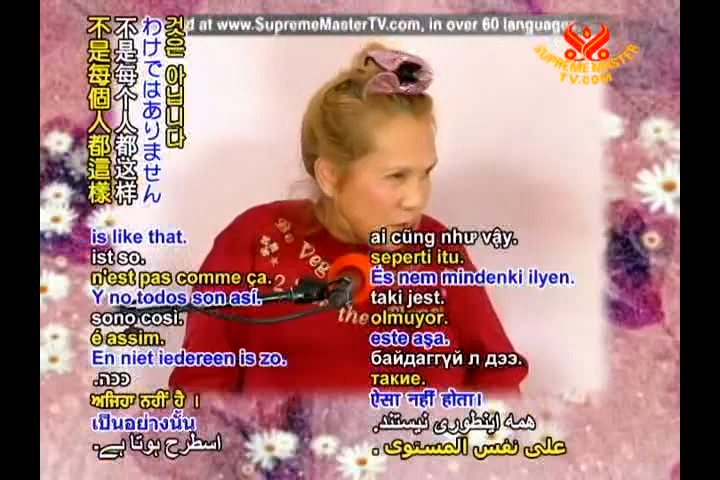 d at www.SupremeMasterTV.com, in over 60 language
SUPREME MASTER
TV.COM
것은 아닙니다
わけではありません
不是每个人都这样
不是每個人都這樣
Be Veg
2
the
is like that.
ist so.
n'est pas comme ça.
Y no todos son así.
sono così.
é assim.
En niet iedereen is zo.
ככה.
ਅਜਿਹਾ ਨਹੀਂ ਹੈ ।
เป็นอย่างนั้น
اسطرح ہوتا ہے.
ai cũng như vậy.
seperti itu.
És nem mindenki ilyen.
taki jest.
olmuyor.
este aşa.
байдаггүй л дээ.
такие.
ऐसा नहीं होता।
همه اینطوری نیستند.
على نفس المستوى .